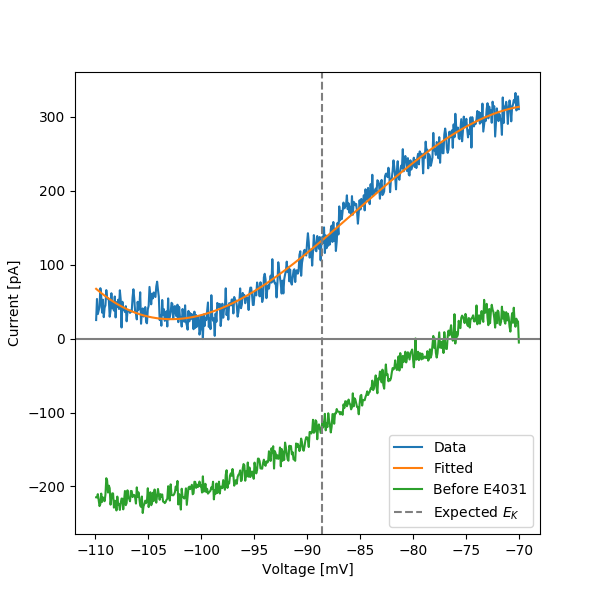 300
200
100
0
−100
−200
Current [pA]
−110
−105
−100
−95
−90
−85
−80
−75
−70
Voltage [mV]
Data
Fitted
Before E4031
Expected E_K